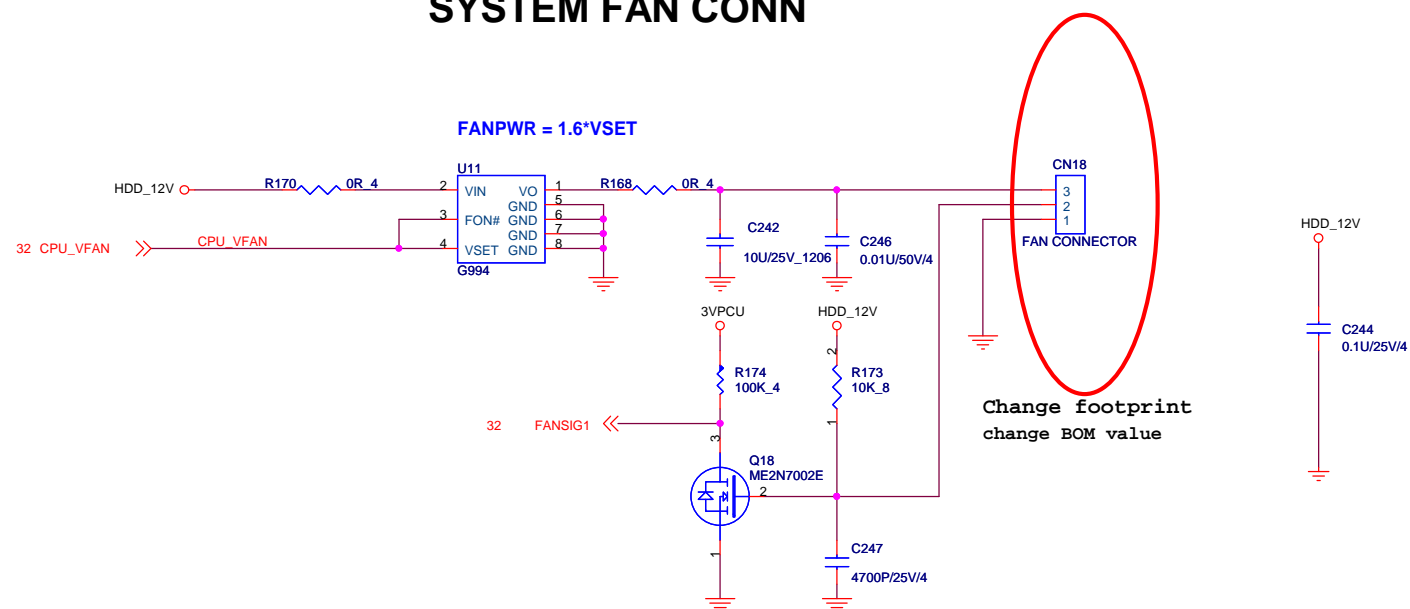 SYSTEM FAN CONN
FANPWR = 1.6*VSET
U11
CN18
HDD_12V
R170
0R_4
2
VIN
VO
1
R168
0R_4
3
GND
5
2
3
FON#
GND
6
1
GND
7
32 CPU_VFAN
CPU_VFAN
4
VSET
GND
8
G994
C242
10U/25V_1206
C246
0.01U/50V/4
FAN CONNECTOR
HDD_12V
3VPCU
HDD_12V
C244
0.1U/25V/4
2
R174
100K_4
R173
10K_8
1
Change footprint
change BOM value
32
FANSIG1
3
Q18
ME2N7002E
2
1
C247
4700P/25V/4